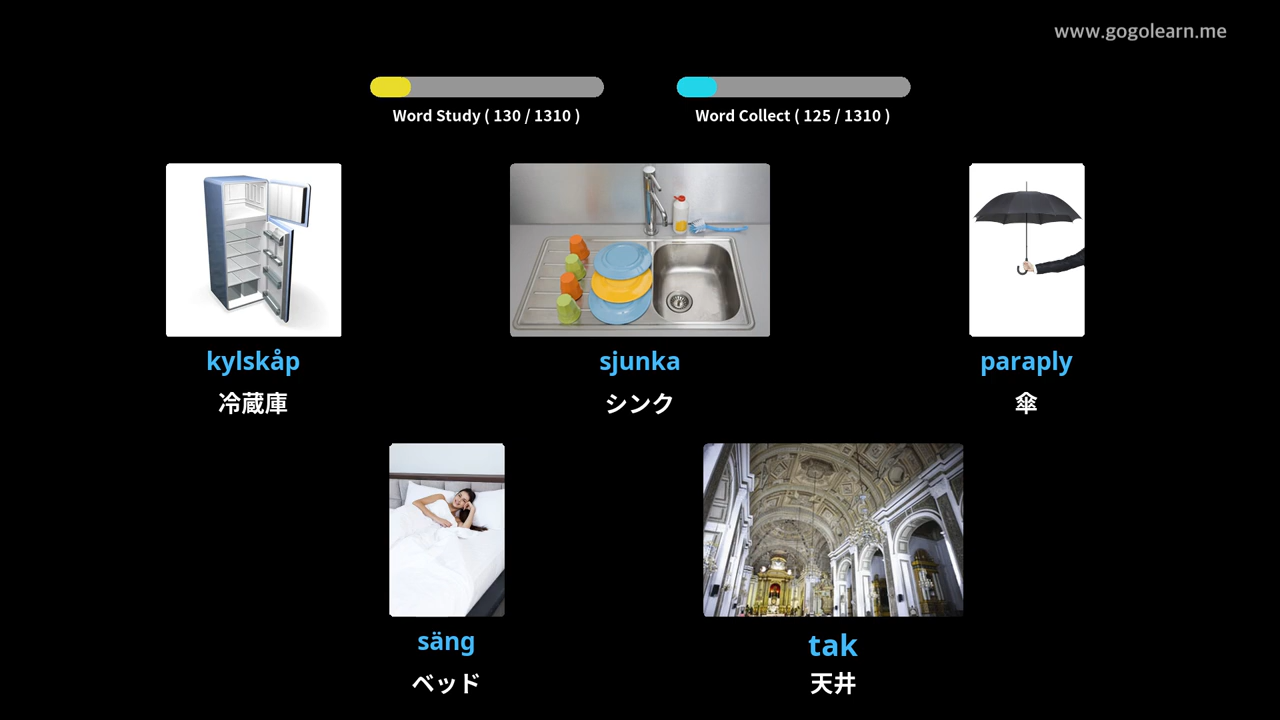 www.gogolearn.me
Word Study ( 130 / 1310 )
Word Collect ( 125 / 1310 )
kylskåp
冷蔵庫
sjunka
シンク
paraply
傘
säng
ベッド
tak
天井